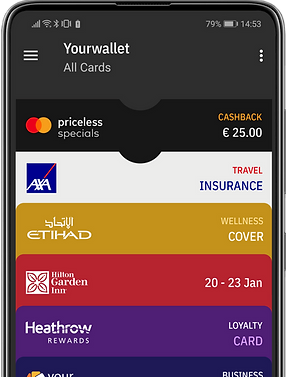 79% 14:53
Yourwallet
All Cards
priceless
specials
CASHBACK
€ 25.00
AXA
TRAVEL
INSURANCE
الإتحاد
ETIHAD
WELLNESS
COVER
Hilton
Garden
Inn
20 - 23 Jan
Heathrow
REWARDS
LOYALTY
CARD
your
BUSINESS